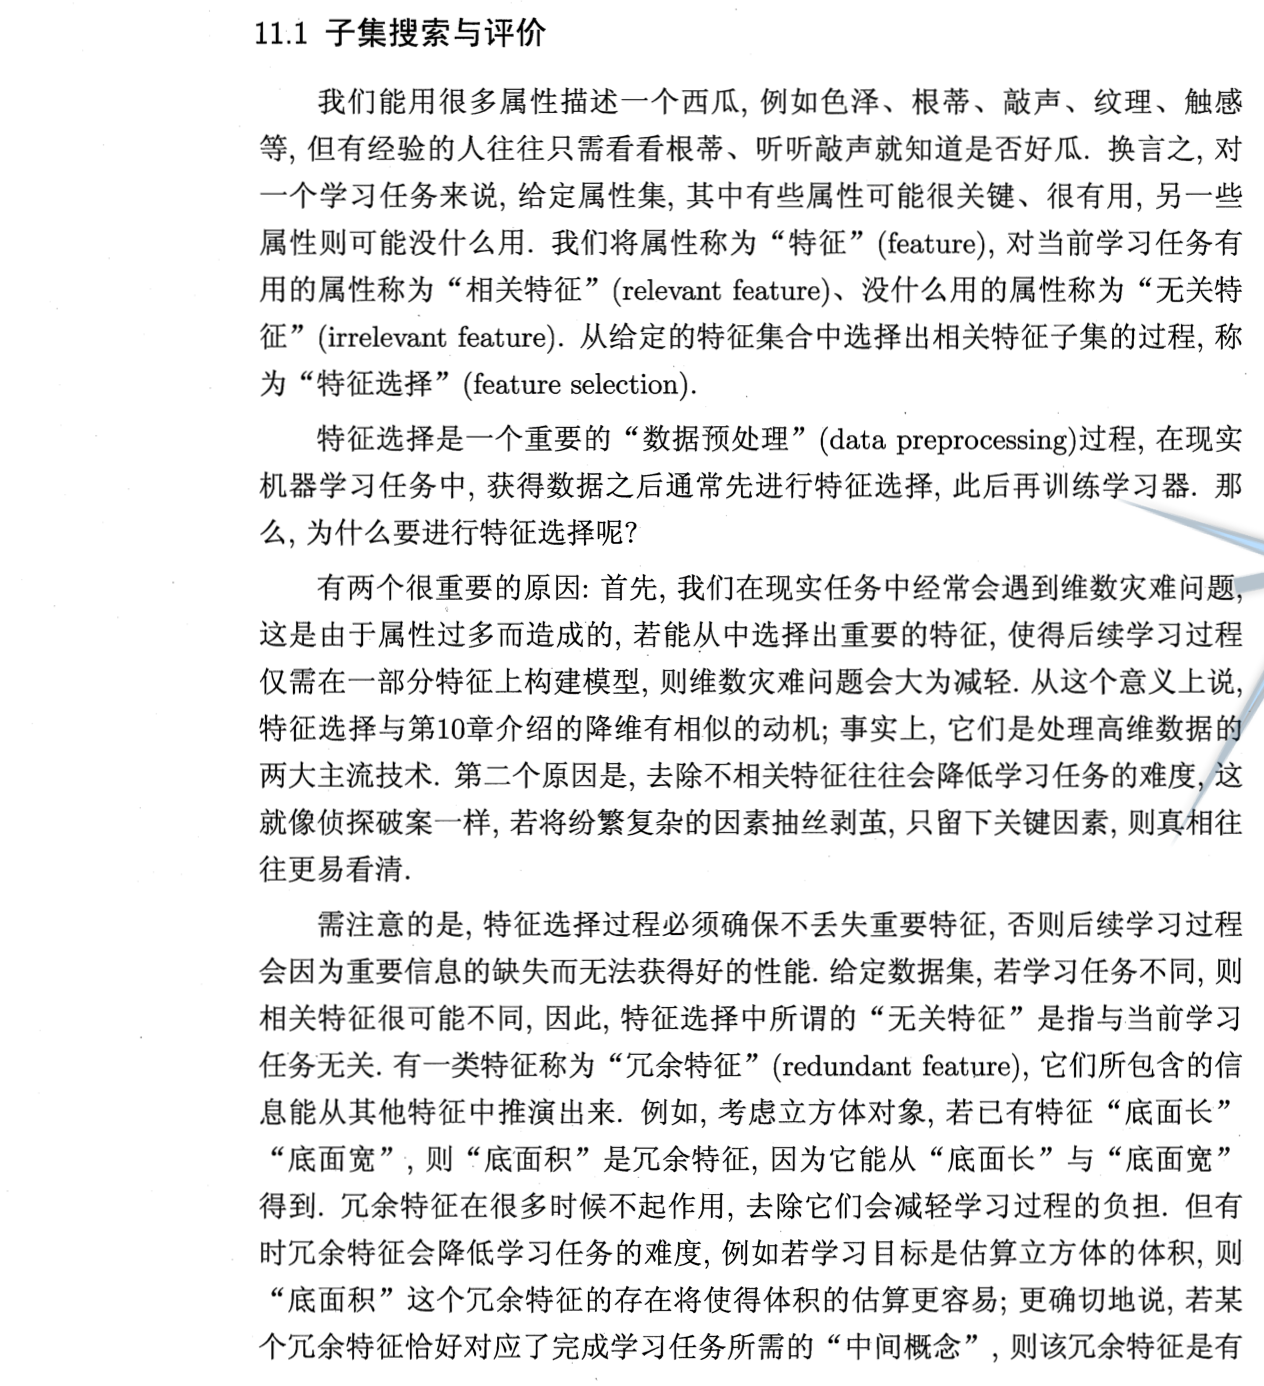 11.1 子集搜索与评价
我们能用很多属性描述一个西瓜, 例如色泽、根蒂、敲声、纹理、触感
等, 但有经验的人往往只需看看根蒂、听听敲声就知道是否好瓜. 换言之, 对
一个学习任务来说, 给定属性集, 其中有些属性可能很关键、很有用, 另一些
属性则可能没什么用. 我们将属性称为“特征” (feature), 对当前学习任务有
用的属性称为“相关特征” (relevant feature)、没什么用的属性称为“无关特
征” (irrelevant feature). 从给定的特征集合中选择出相关特征子集的过程, 称
为“特征选择” (feature selection).
特征选择是一个重要的“数据预处理” (data preprocessing)过程, 在现实
机器学习任务中, 获得数据之后通常先进行特征选择, 此后再训练学习器. 那
么, 为什么要进行特征选择呢?
有两个很重要的原因: 首先, 我们在现实任务中经常会遇到维数灾难问题,
这是由于属性过多而造成的, 若能从中选择出重要的特征, 使得后续学习过程
仅需在一部分特征上构建模型, 则维数灾难问题会大为减轻. 从这个意义上说,
特征选择与第10章介绍的降维有相似的动机; 事实上, 它们是处理高维数据的
两大主流技术. 第二个原因是, 去除不相关特征往往会降低学习任务的难度, 这
就像侦探破案一样, 若将纷繁复杂的因素抽丝剥茧, 只留下关键因素, 则真相往
往更易看清.
需注意的是, 特征选择过程必须确保不丢失重要特征, 否则后续学习过程
会因为重要信息的缺失而无法获得好的性能. 给定数据集, 若学习任务不同, 则
相关特征很可能不同, 因此, 特征选择中所谓的“无关特征”是指与当前学习
任务无关. 有一类特征称为“冗余特征” (redundant feature), 它们所包含的信
息能从其他特征中推演出来. 例如, 考虑立方体对象, 若已有特征“底面长”
“底面宽”, 则“底面积”是冗余特征, 因为它能从“底面长”与“底面宽”
得到. 冗余特征在很多时候不起作用, 去除它们会减轻学习过程的负担. 但有
时冗余特征会降低学习任务的难度, 例如若学习目标是估算立方体的体积, 则
“底面积”这个冗余特征的存在将使得体积的估算更容易; 更确切地说, 若某
个冗余特征恰好对应了完成学习任务所需的“中间概念”, 则该冗余特征是有